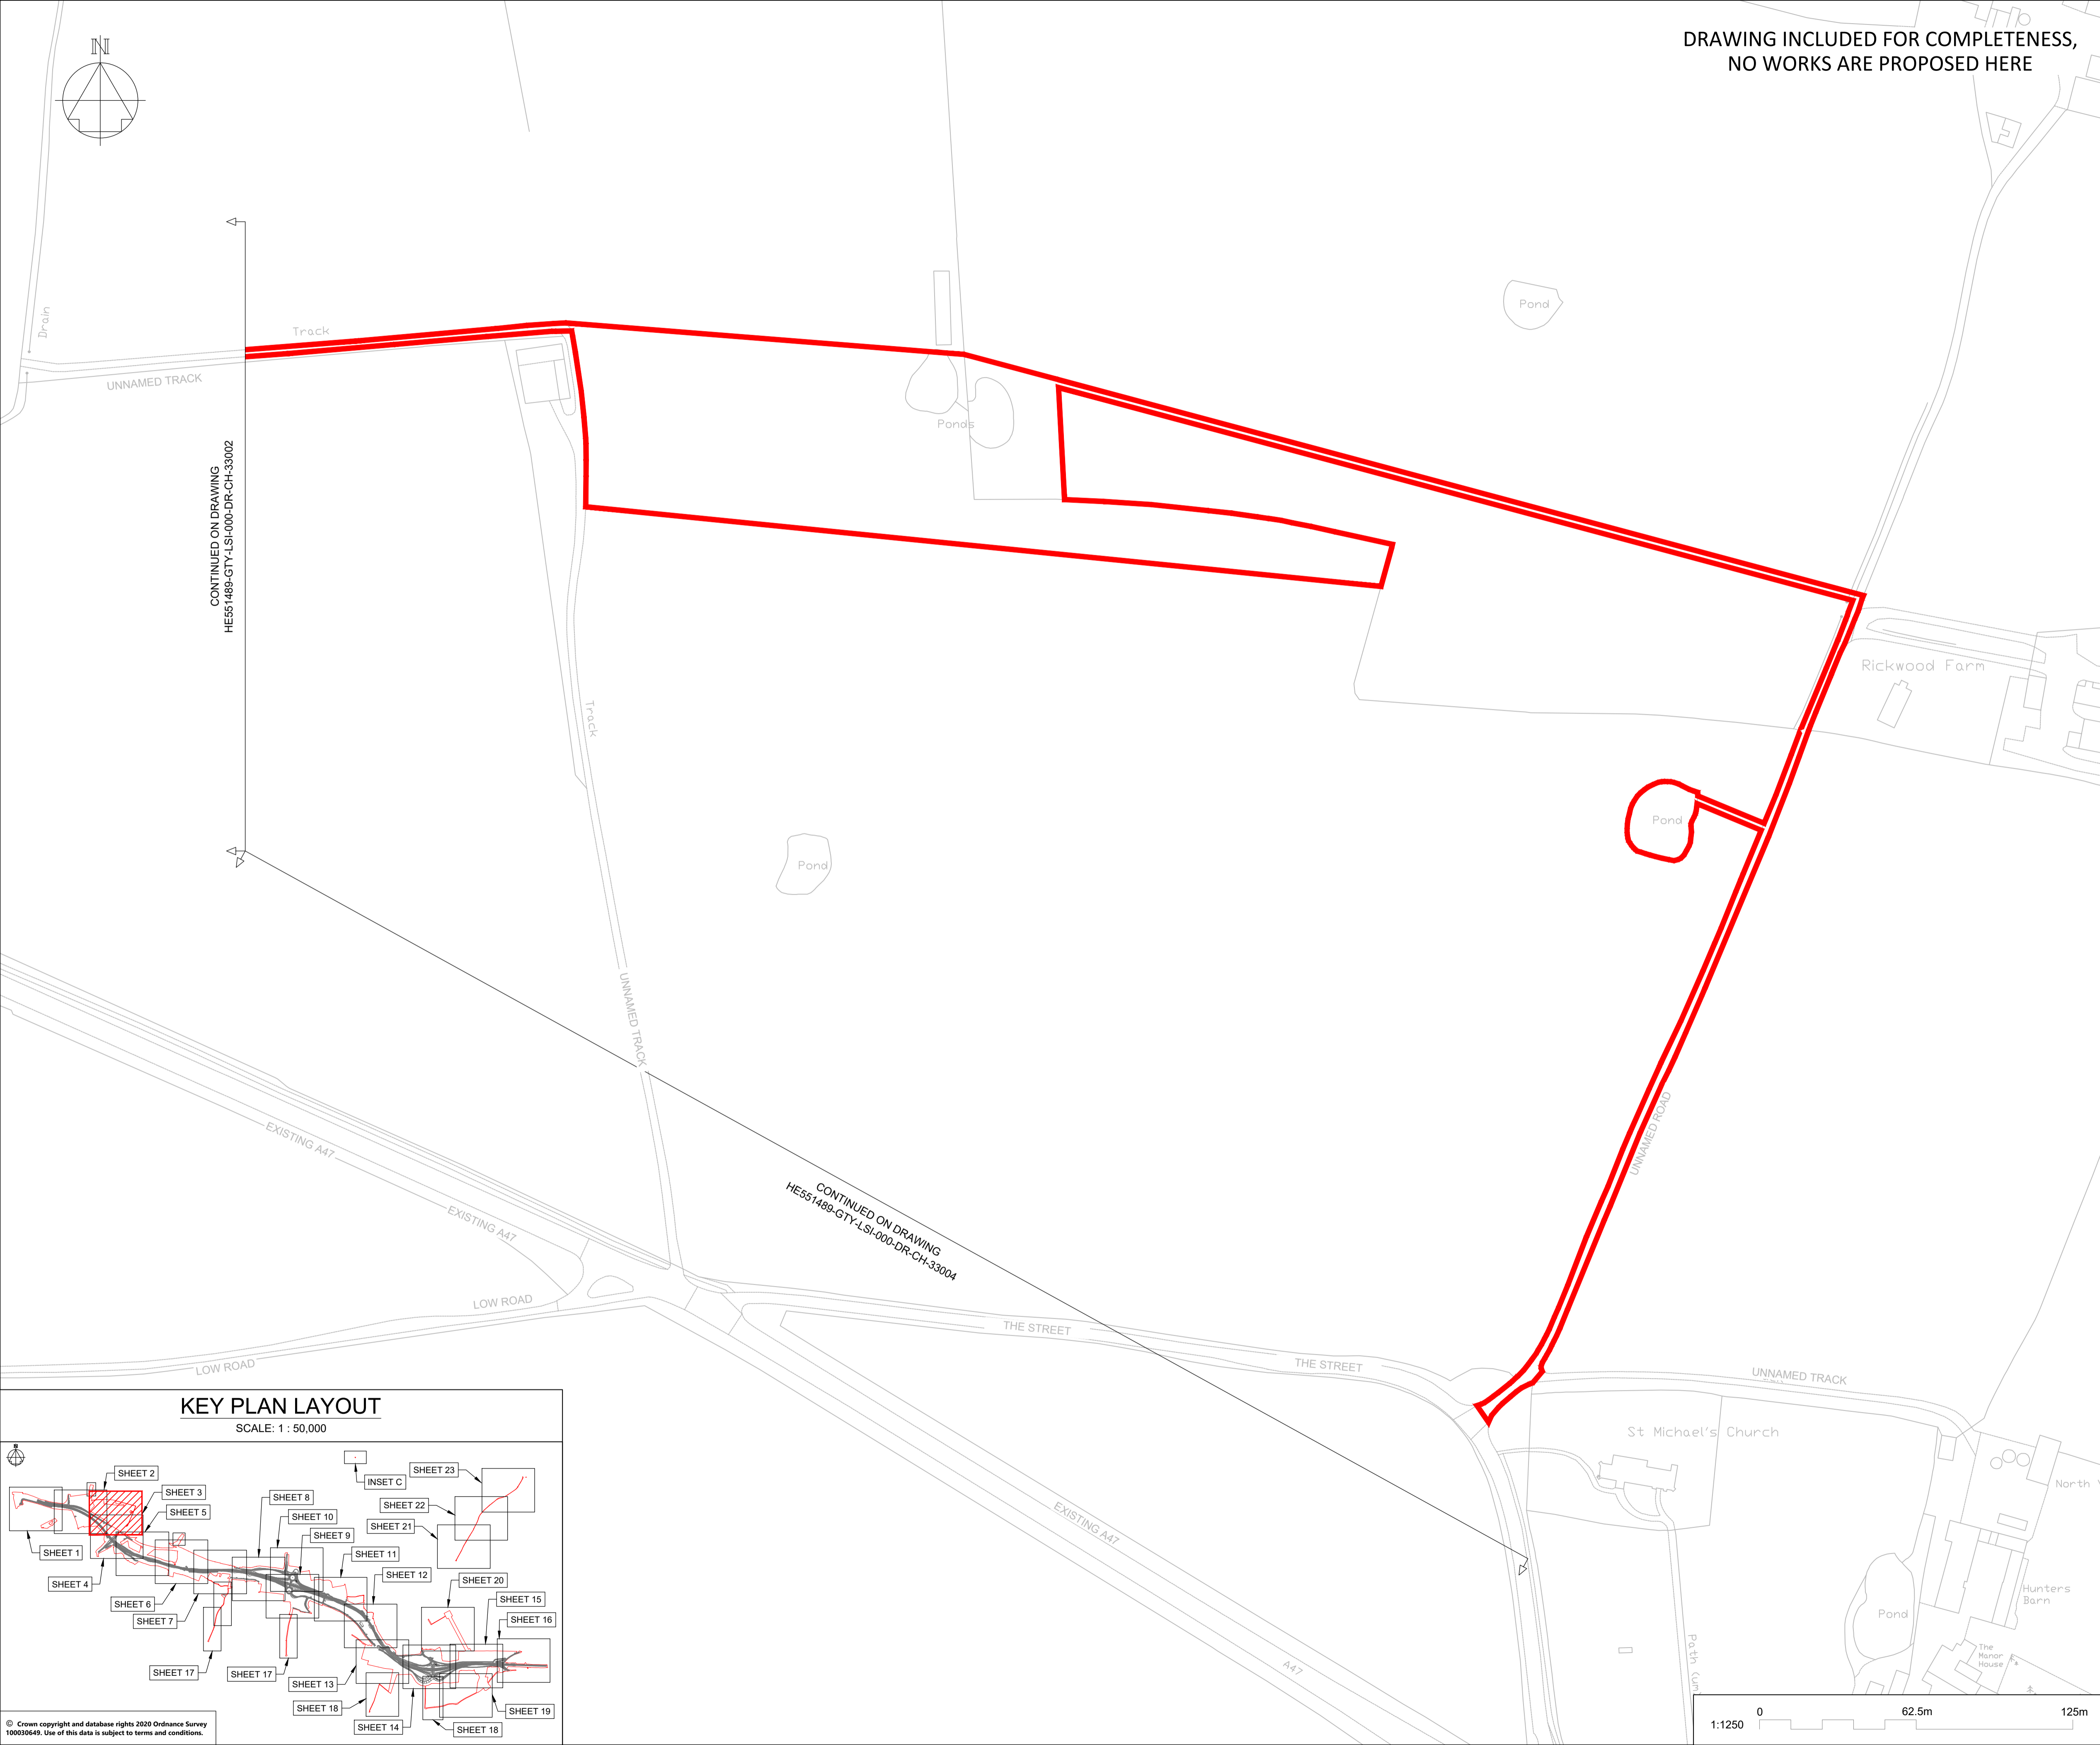 DRAWING INCLUDED FOR COMPLETENESS,
NO WORKS ARE PROPOSED HERE
N
Drain
Track
UNNAMED TRACK
CONTINUED ON DRAWING
HE551489-GTY-LSI-000-DR-CH-33002
Pond
Ponds
Rickwood Farm
Track
Pond
Pond
UNNAMED TRACK
UNNAMED ROAD
EXISTING A47
EXISTING A47
CONTINUED ON DRAWING
HE551489-GTY-LSI-000-DR-CH-33004
LOW ROAD
LOW ROAD
THE STREET
THE STREET
UNNAMED TRACK
St Michael's Church
North
EXISTING A47
A47
Hunters
Barn
Pond
The
Manor
House
Path (um
KEY PLAN LAYOUT
SCALE: 1 : 50,000
N
SHEET 2
SHEET 3
SHEET 5
SHEET 1
SHEET 4
SHEET 6
SHEET 7
SHEET 17
SHEET 17
SHEET 8
SHEET 10
SHEET 9
SHEET 11
SHEET 12
INSET C
SHEET 23
SHEET 22
SHEET 21
SHEET 20
SHEET 15
SHEET 16
SHEET 13
SHEET 18
SHEET 14
SHEET 18
SHEET 19
© Crown copyright and database rights 2020 Ordnance Survey
100030649. Use of this data is subject to terms and conditions.
1:1250
0
62.5m
125m